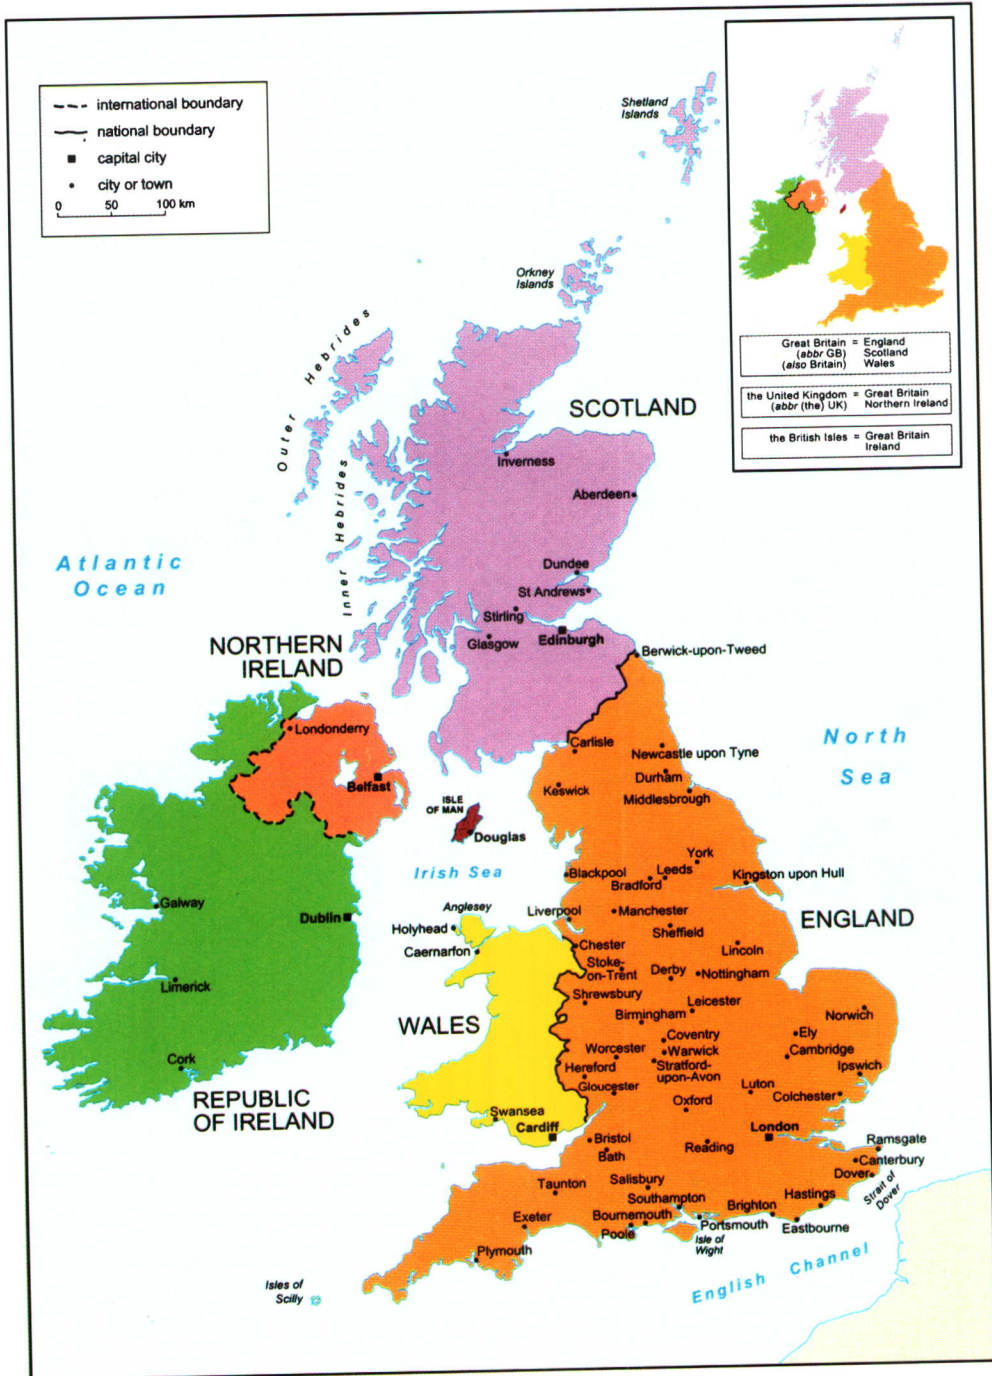 international boundary
national boundary
capital city
city or town
0 50 100 km
Shetland
Islands
Orkney
Islands
Great Britain = England
(abbr GB) Scotland
(also Britain) Wales
the United Kingdom = Great Britain
(abbr (the) UK) Northern Ireland
the British Isles = Great Britain
Ireland
Outer Hebrides
Inner Hebrides
SCOTLAND
Inverness
Aberdeen
Atlantic
Ocean
Dundee
St Andrews
Stirling
Glasgow
Edinburgh
NORTHERN
IRELAND
Berwick-upon-Tweed
Londonderry
Belfast
Carlisle
Newcastle upon Tyne
Durham
Keswick
Middlesbrough
North
Sea
ISLE
OF MAN
Douglas
Irish Sea
York
Blackpool
Leeds
Bradford
Kingston upon Hull
Galway
Dublin
Anglesey
Holyhead
Caernarfon
Liverpool
Manchester
Sheffield
ENGLAND
Chester
Lincoln
Stoke-
on-Trent
Derby
Nottingham
Limerick
Shrewsbury
Leicester
Birmingham
Norwich
WALES
Coventry
Ely
Worcester
Warwick
Cambridge
Cork
Hereford
Stratford-
upon-Avon
Ipswich
Gloucester
Luton
Colchester
REPUBLIC
OF IRELAND
Oxford
Swansea
Cardiff
Bristol
London
Bath
Reading
Ramsgate
Canterbury
Dover
Strait of
Dover
Taunton
Salisbury
Southampton
Brighton
Hastings
Exeter
Bournemouth
Poole
Portsmouth
Eastbourne
Isle of
Wight
Plymouth
English Channel
Isles of
Scilly